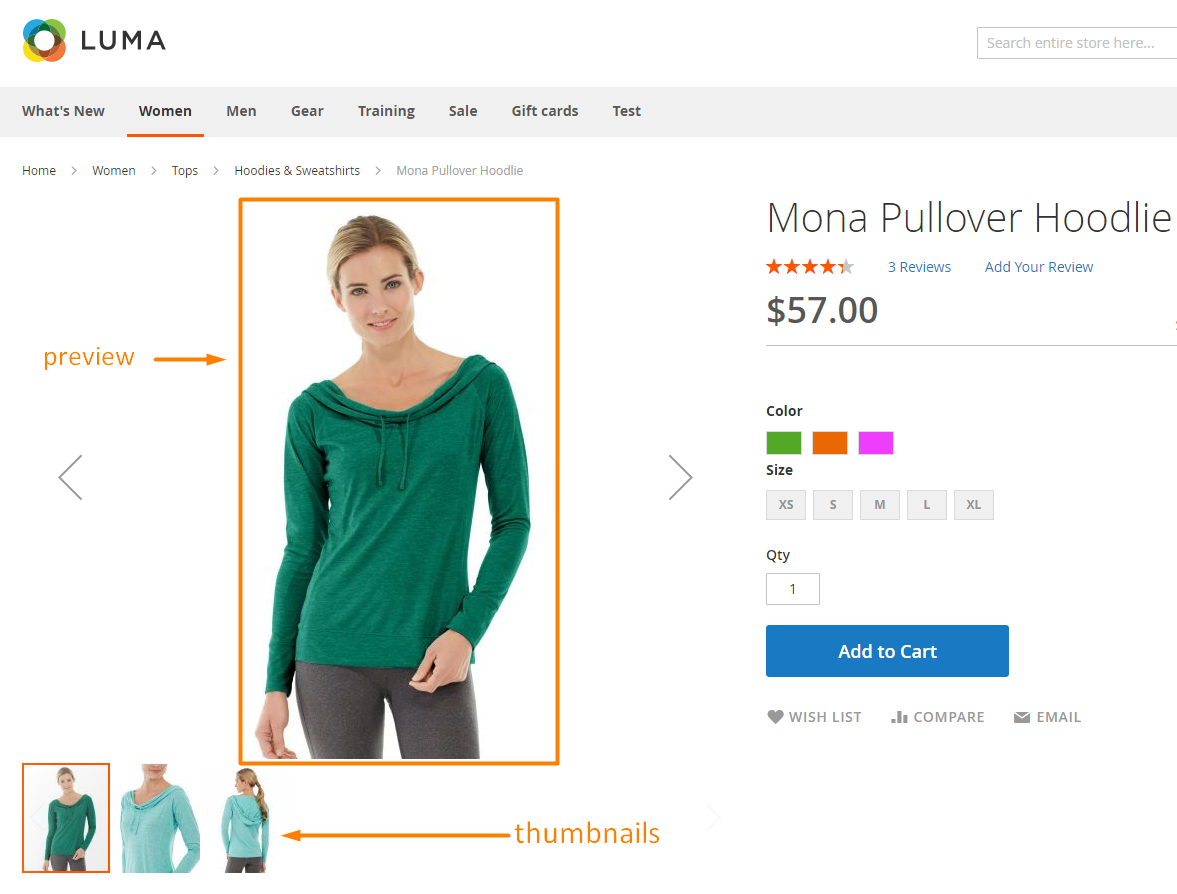 LUMA
Search entire store here...
What's New Women Men Gear Training Sale Gift cards Test
Home > Women > Tops > Hoodies & Sweatshirts > Mona Pullover Hoodlie
Mona Pullover Hoodlie
3 Reviews Add Your Review
$57.00
preview
Color
Size
XS S M L XL
Qty
1
Add to Cart
WISH LIST COMPARE EMAIL
thumbnails